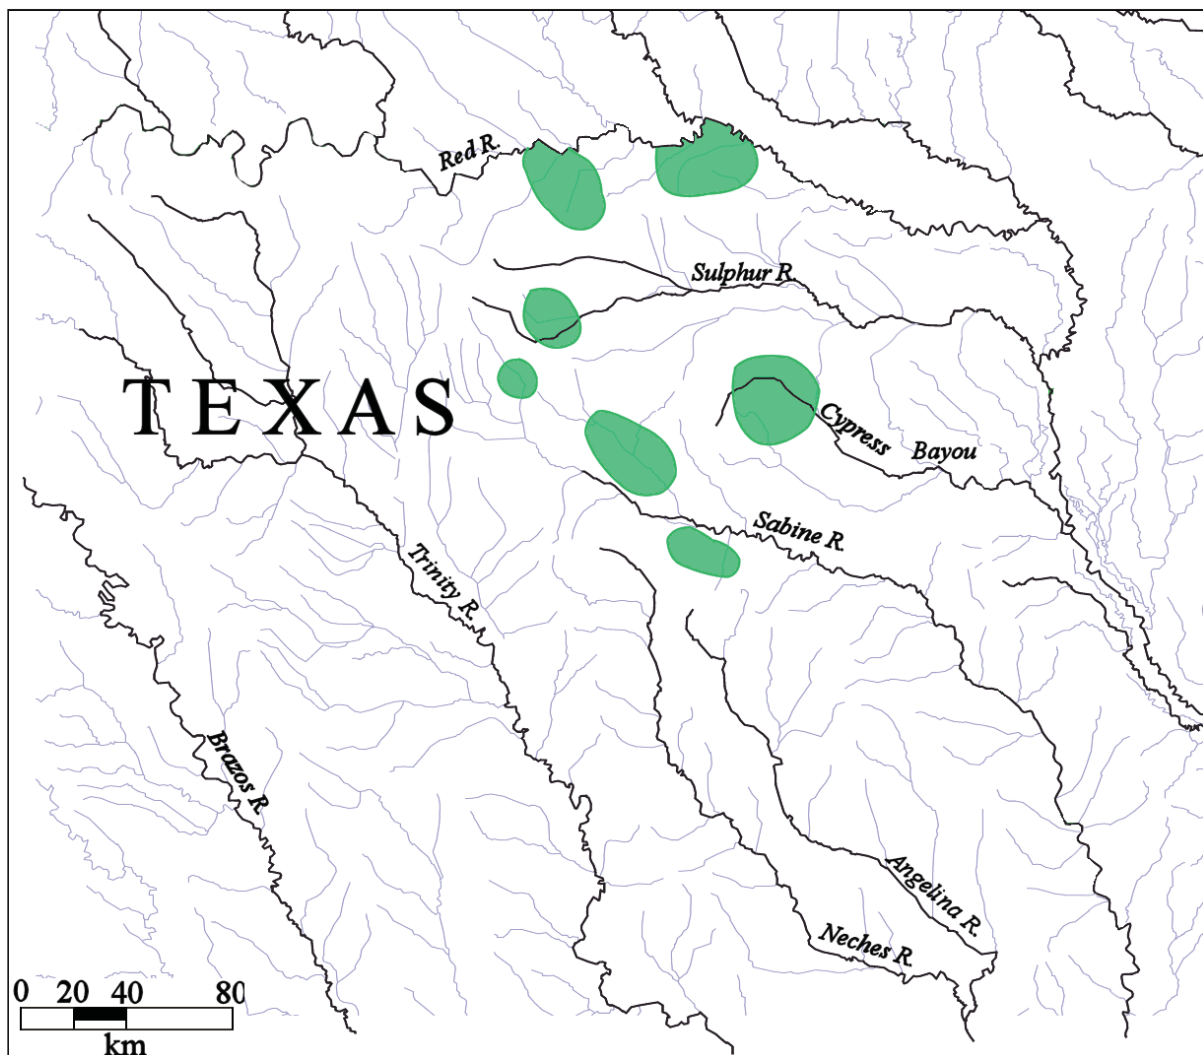 Red R.
Sulphur R.
TEXAS
Cypress Bayou
Sabine R.
Trinity R.
Brazos R.
Angelina R.
Neches R.
0 20 40 80
km